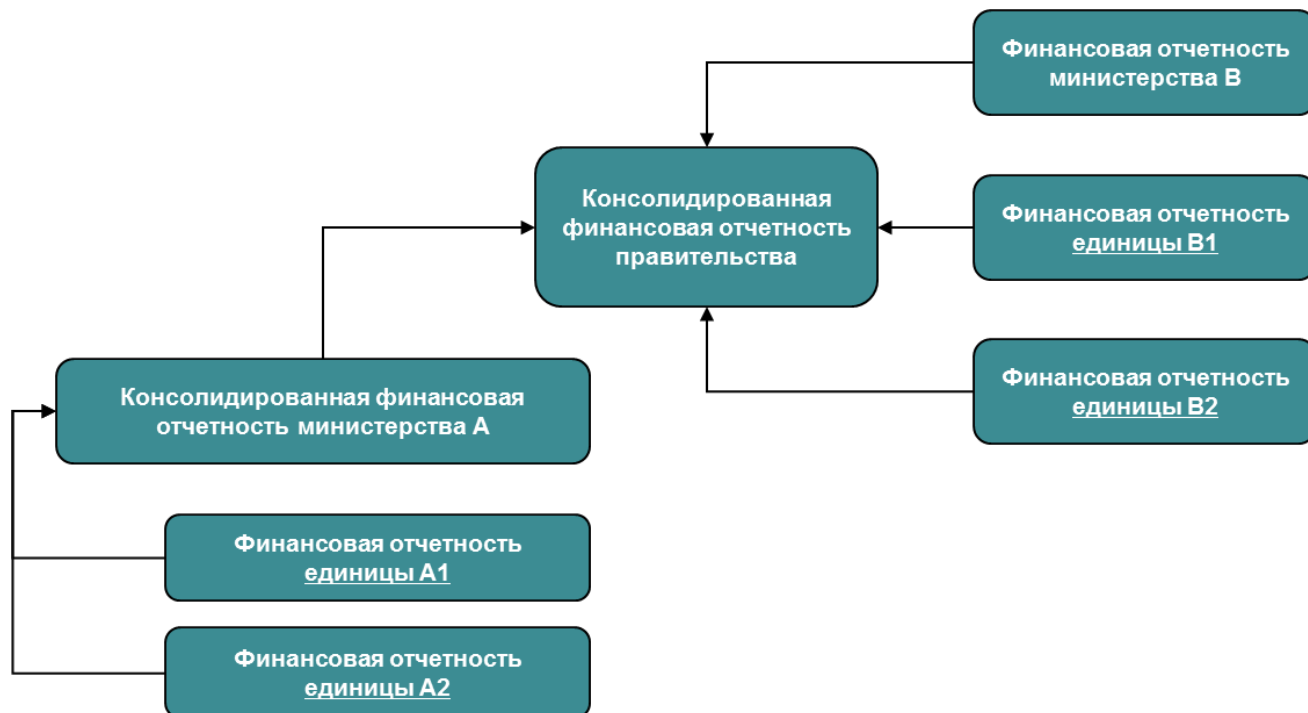 Финансовая отчетность
министерства В
Консолидированная
финансовая отчетность
правительства
Финансовая отчетность
единицы В1
Финансовая отчетность
единицы В2
Консолидированная финансовая
отчетность министерства А
Финансовая отчетность
единицы А1
Финансовая отчетность
единицы А2